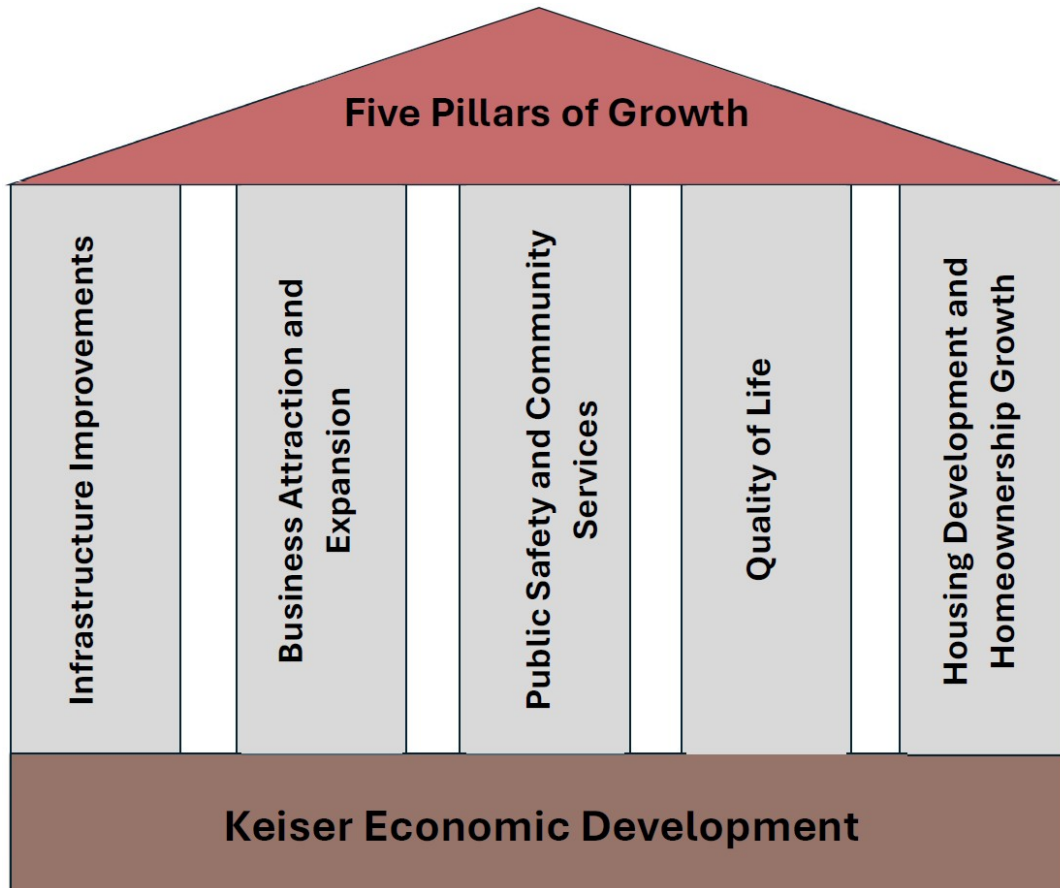 Five Pillars of Growth
Infrastructure Improvements
Business Attraction and
Expansion
Public Safety and Community
Services
Quality of Life
Housing Development and
Homeownership Growth
Keiser Economic Development